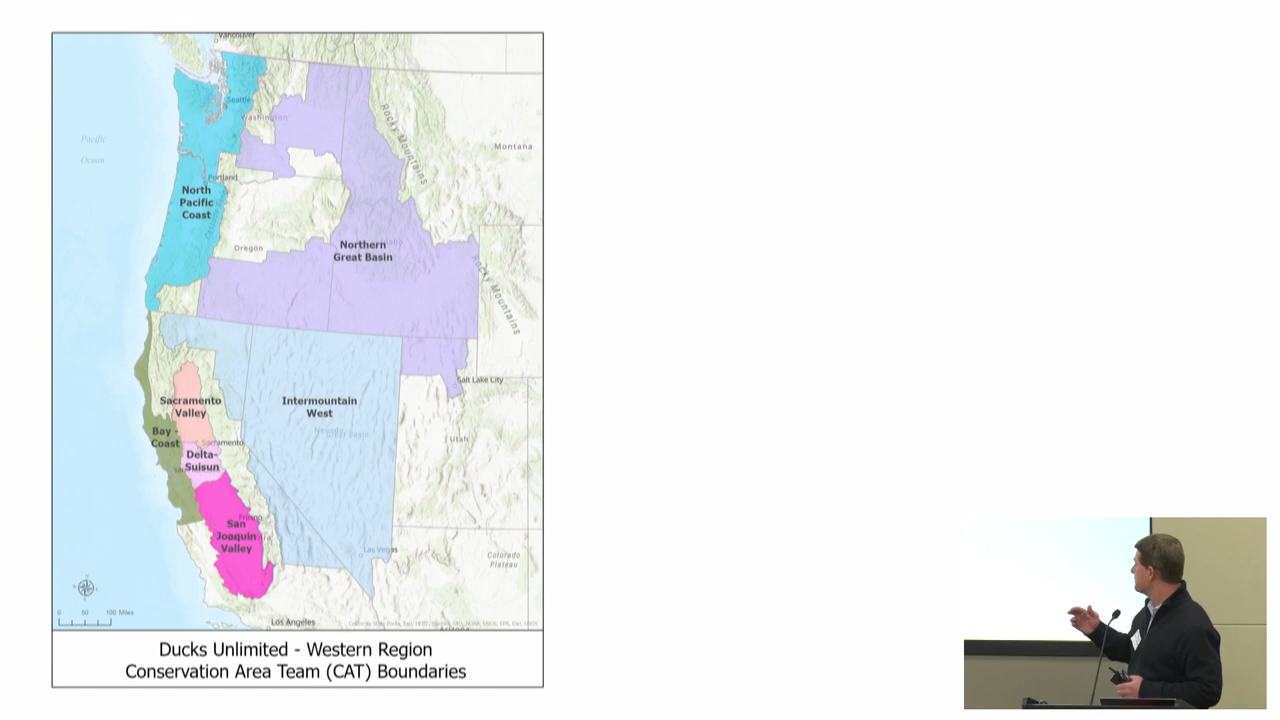 Vancouver
Seattle
Washington
Pacific
Ocean
Rocky Mountains
Montana
Portland
North
Pacific
Coast
Oregon
Northern
Great Basin
Rocky Mountains
Salt Lake City
Sacramento
Valley
Intermountain
West
Bay -
Coast
Nevada
Great Basin
Utah
Sacramento
Delta-
Suisun
Fresno
San
Joaquin
Valley
Las Vegas
Colorado
Plateau
0 50 100 Miles
Los Angeles
Ducks Unlimited - Western Region
Conservation Area Team (CAT) Boundaries